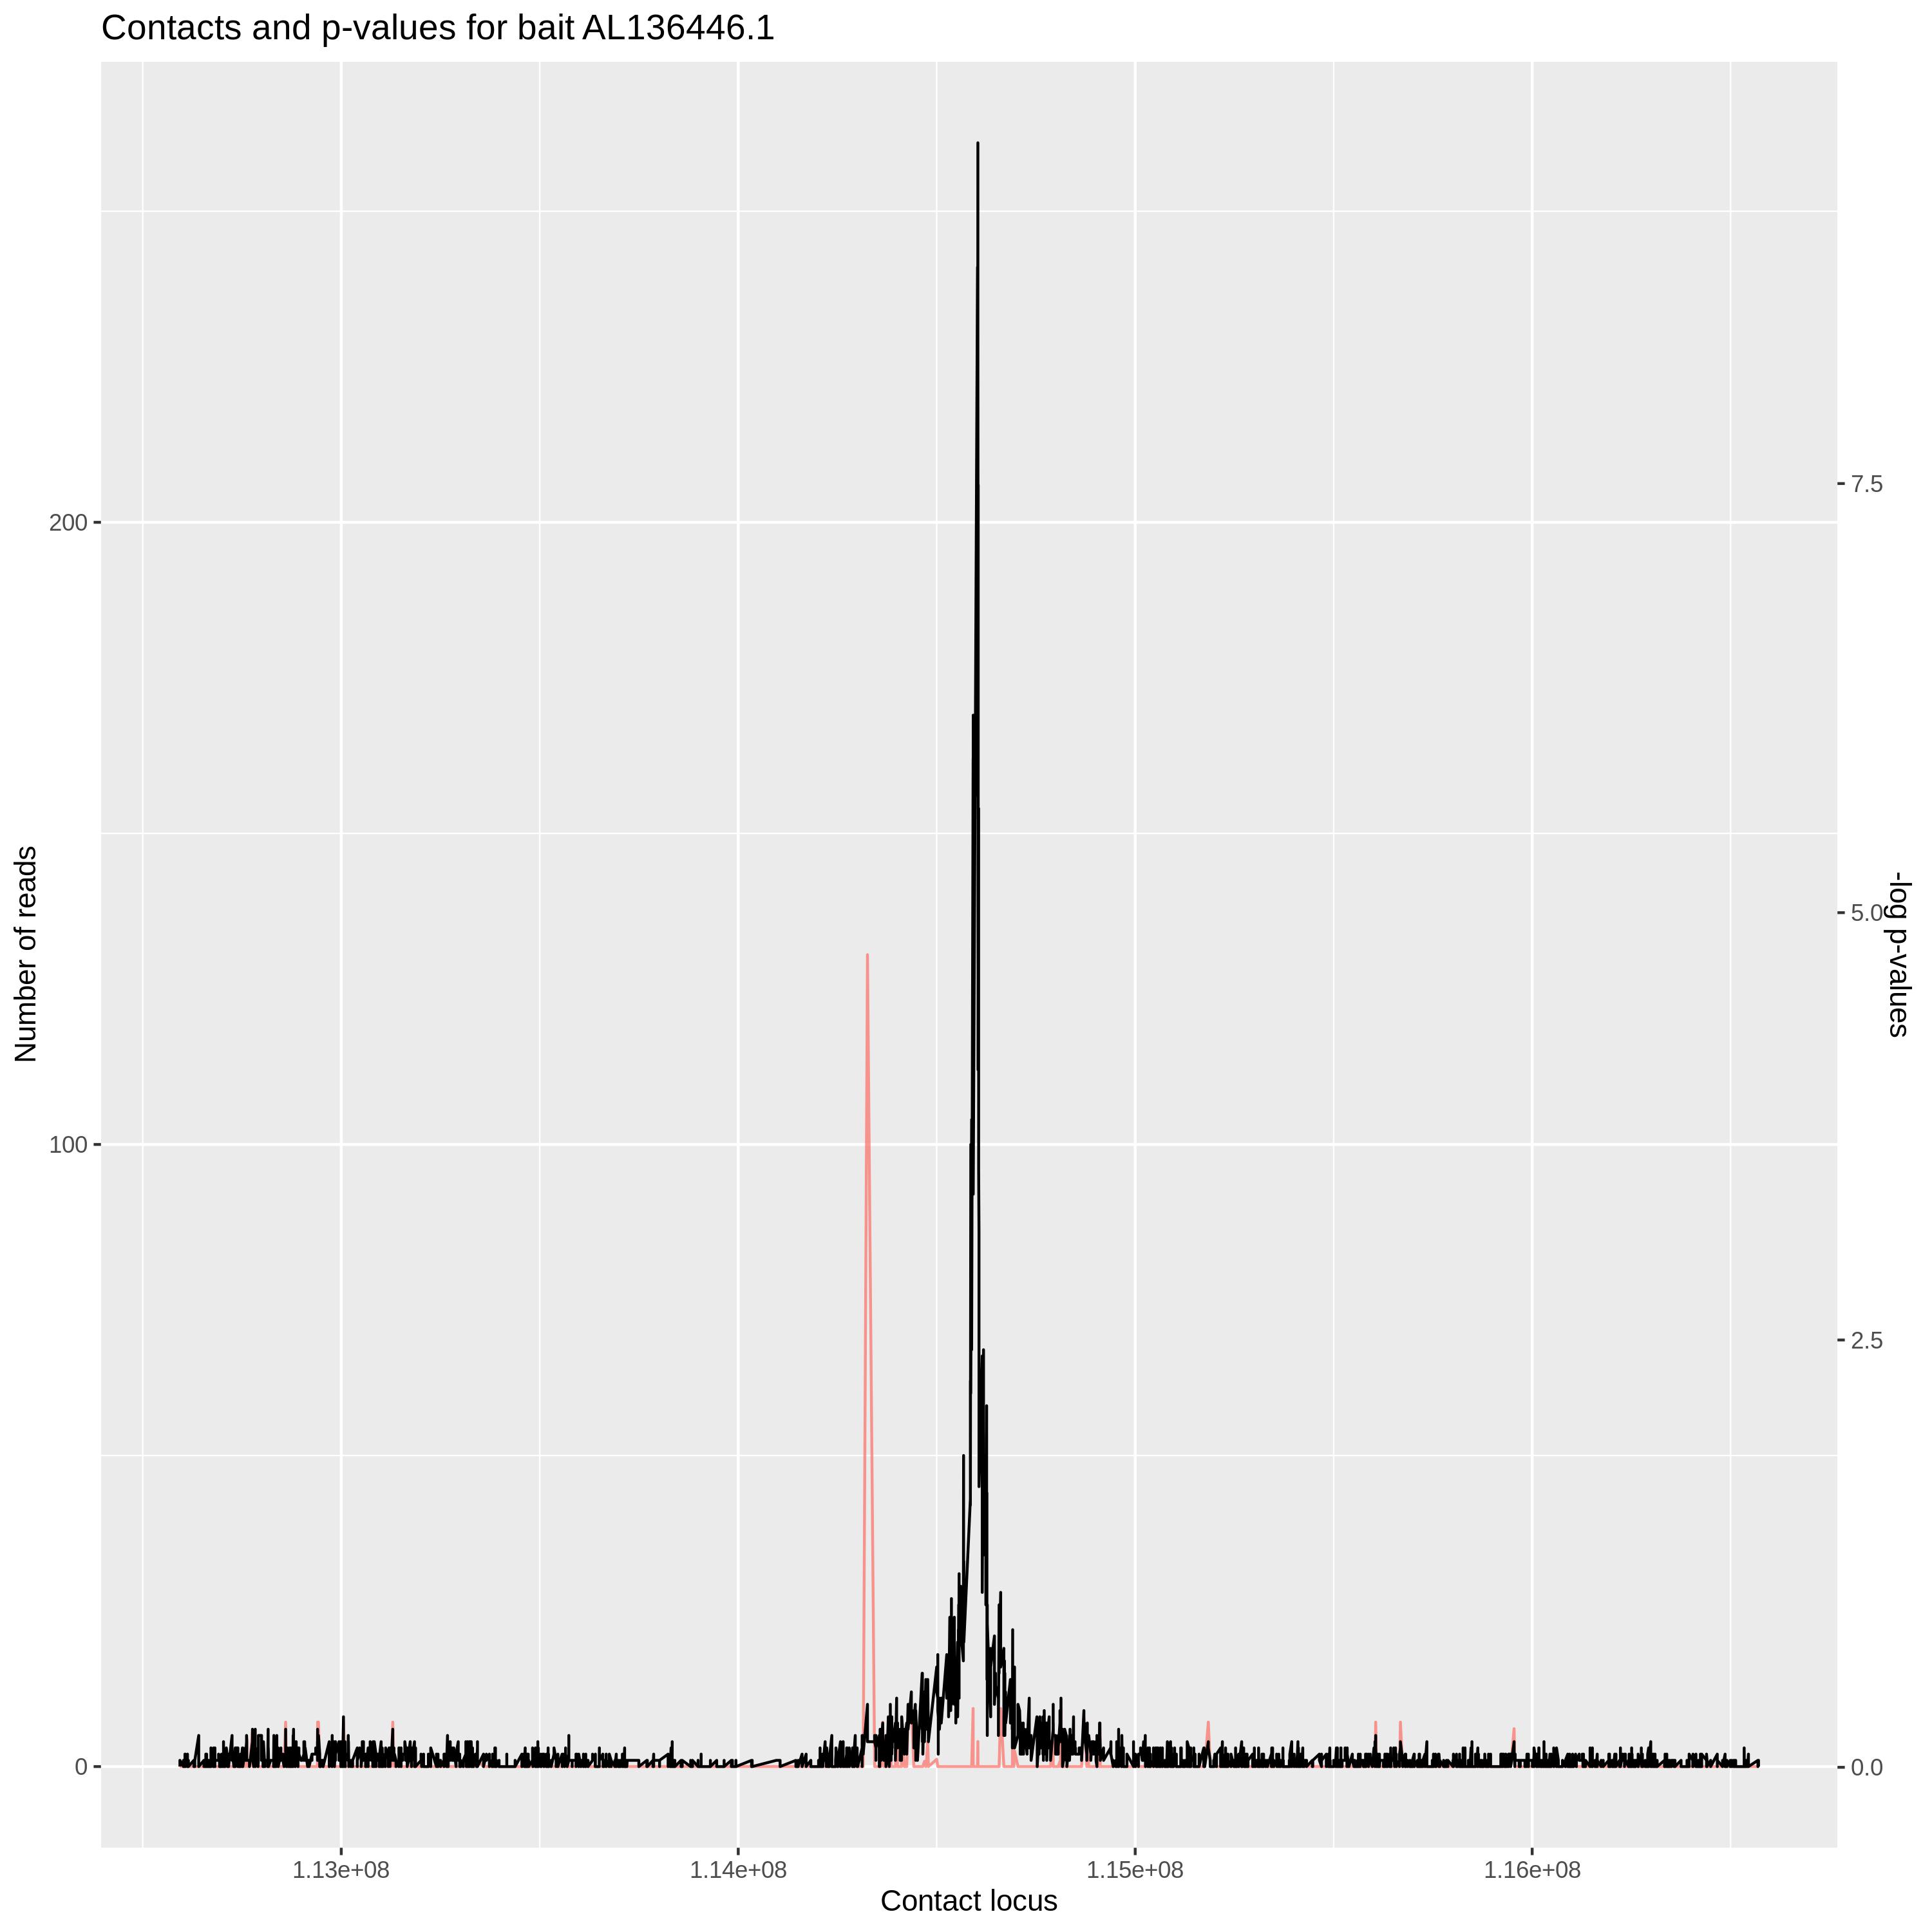 Contacts and p-values for bait AL136446.1
200
100
0
Number of reads
7.5
5.0
2.5
0.0
-log p-values
1.13e+08
1.14e+08
1.15e+08
1.16e+08
Contact locus